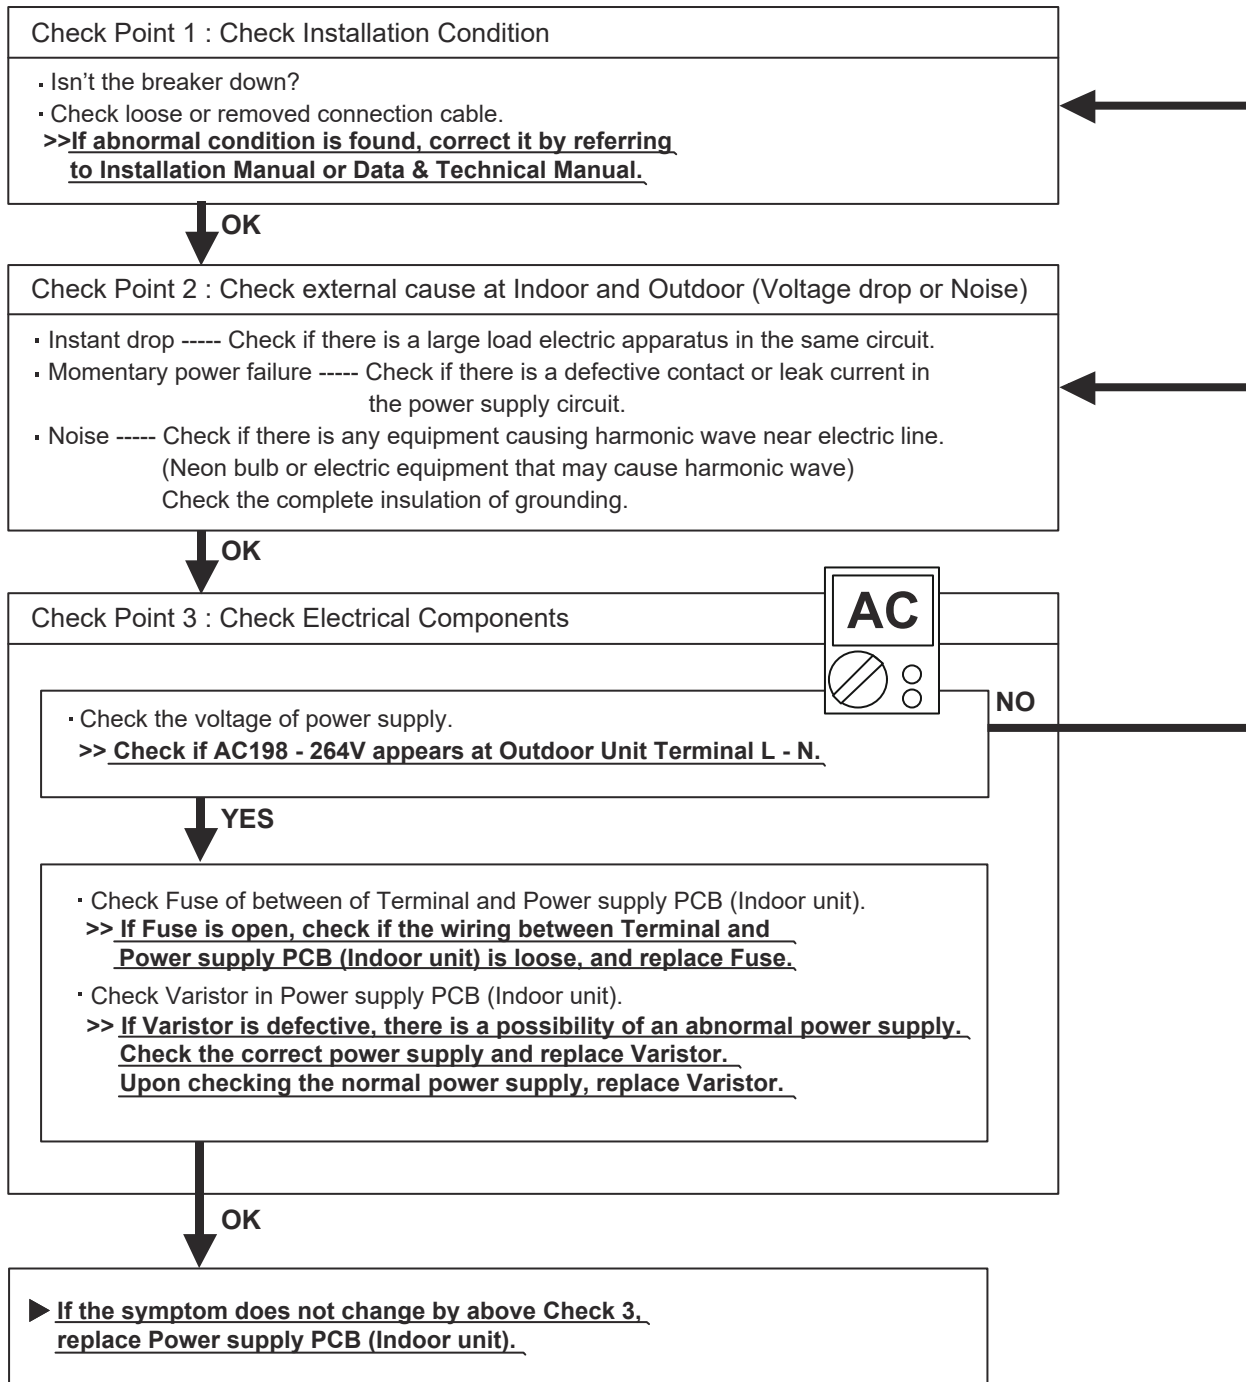 Check Point 1 : Check Installation Condition
· Isn’t the breaker down?
· Check loose or removed connection cable.
>>If abnormal condition is found, correct it by referring
to Installation Manual or Data & Technical Manual.
OK
Check Point 2 : Check external cause at Indoor and Outdoor (Voltage drop or Noise)
· Instant drop ----- Check if there is a large load electric apparatus in the same circuit.
· Momentary power failure ----- Check if there is a defective contact or leak current in
the power supply circuit.
· Noise ----- Check if there is any equipment causing harmonic wave near electric line.
(Neon bulb or electric equipment that may cause harmonic wave)
Check the complete insulation of grounding.
OK
Check Point 3 : Check Electrical Components
AC
NO
· Check the voltage of power supply.
>> Check if AC198 - 264V appears at Outdoor Unit Terminal L - N.
YES
· Check Fuse of between of Terminal and Power supply PCB (Indoor unit).
>> If Fuse is open, check if the wiring between Terminal and
Power supply PCB (Indoor unit) is loose, and replace Fuse.
· Check Varistor in Power supply PCB (Indoor unit).
>> If Varistor is defective, there is a possibility of an abnormal power supply.
Check the correct power supply and replace Varistor.
Upon checking the normal power supply, replace Varistor.
OK
▶ If the symptom does not change by above Check 3,
replace Power supply PCB (Indoor unit).